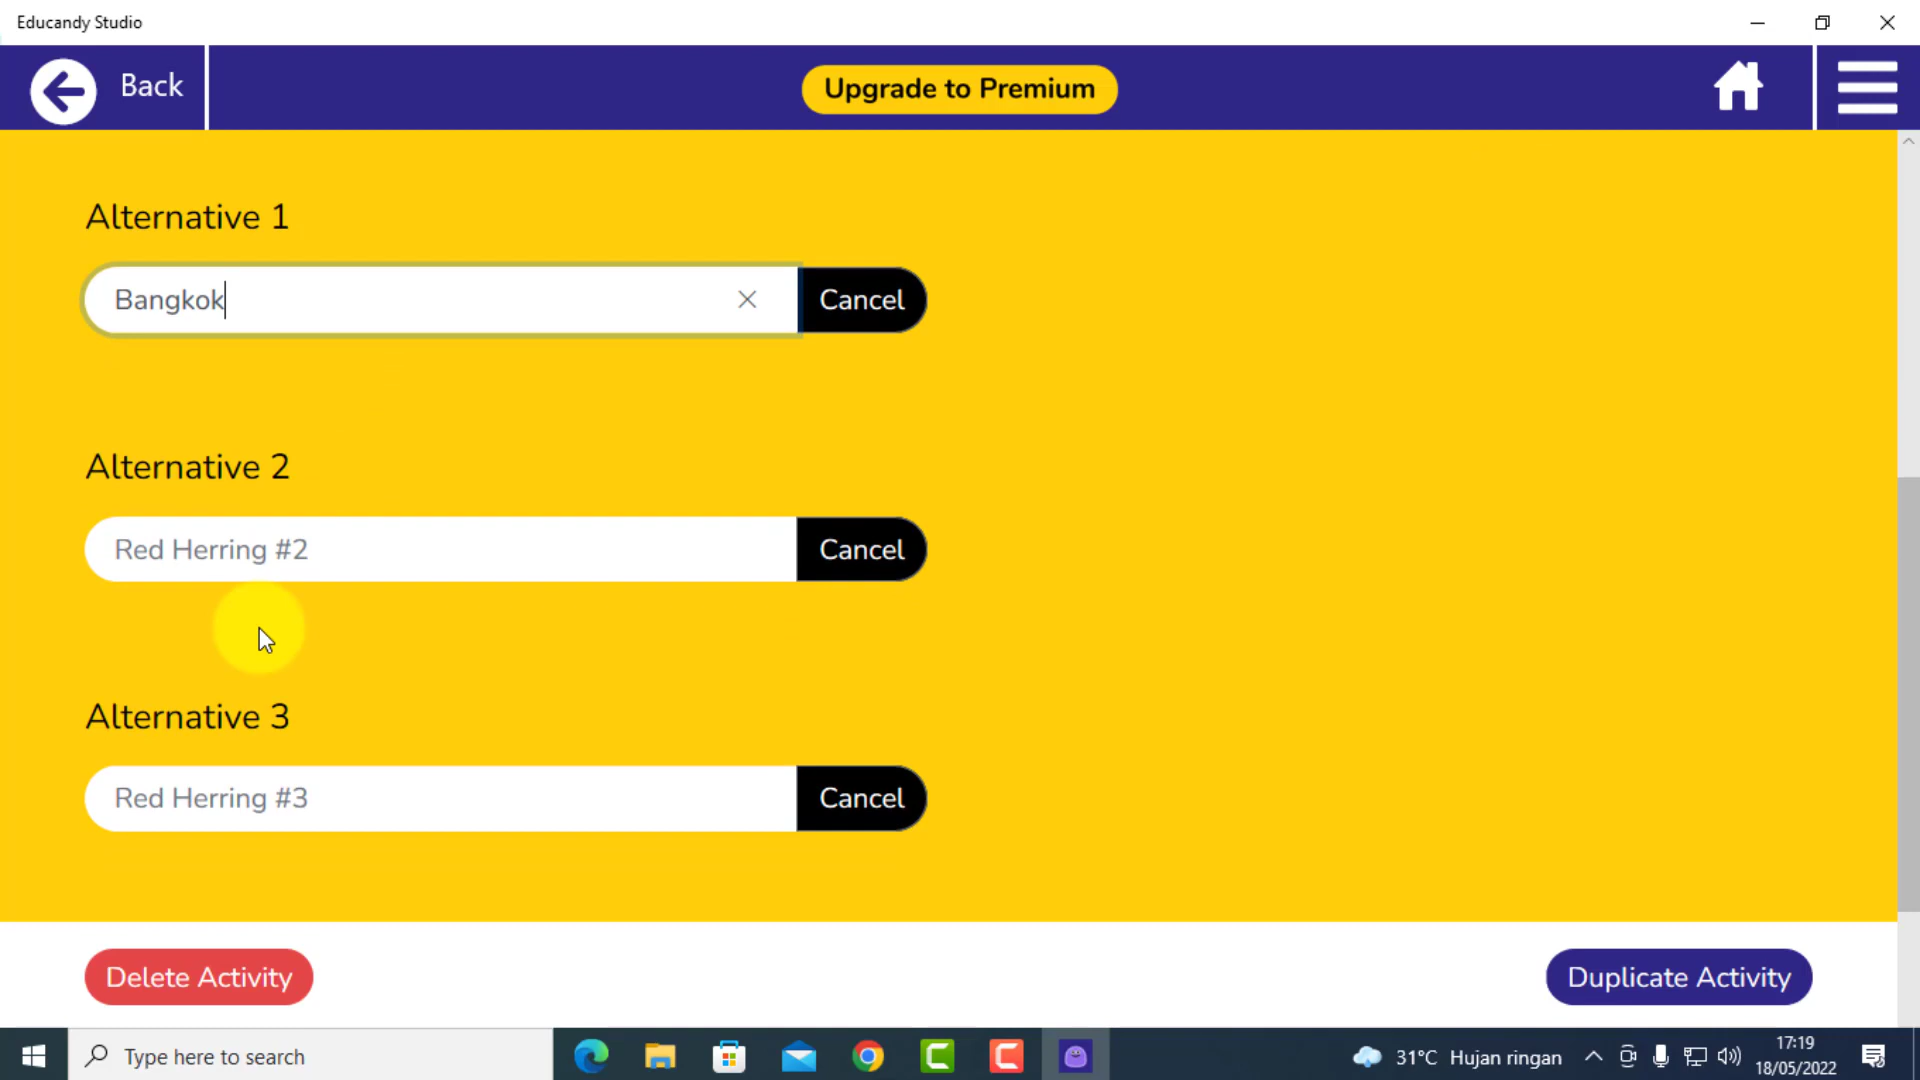 Educandy Studio
Back
Upgrade to Premium
Alternative 1
Bangkok
Cancel
Alternative 2
Red Herring #2
Cancel
Alternative 3
Red Herring #3
Cancel
Delete Activity
Duplicate Activity
Type here to search
31°C Hujan ringan
17:19
18/05/2022